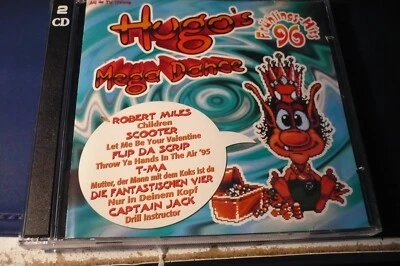 2 CD
Hugo's
Mega Dance
Frühlings-Hits
96
ROBERT MILES
Children
SCOOTER
Let Me Be Your Valentine
FLIP DA SCRIP
Throw Ya Hands In The Air '95
T-MA
Mutter, der Mann mit dem Koks ist da
DIE FANTASTISCHEN VIER
Nur in Deinem Kopf
CAPTAIN JACK
Drill Instructor